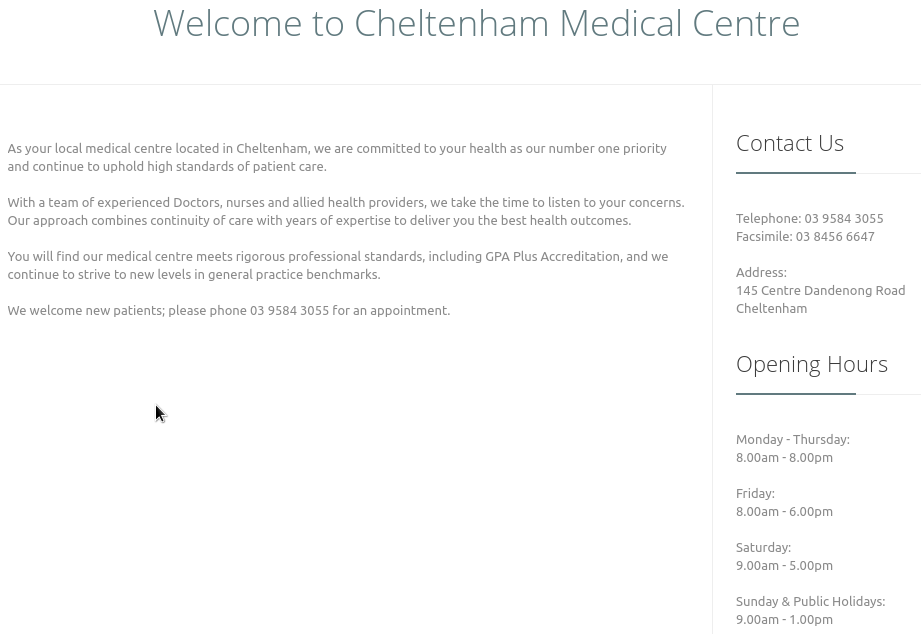 Welcome to Cheltenham Medical Centre
As your local medical centre located in Cheltenham, we are committed to your health as our number one priority
and continue to uphold high standards of patient care.
With a team of experienced Doctors, nurses and allied health providers, we take the time to listen to your concerns.
Our approach combines continuity of care with years of expertise to deliver you the best health outcomes.
You will find our medical centre meets rigorous professional standards, including GPA Plus Accreditation, and we
continue to strive to new levels in general practice benchmarks.
We welcome new patients; please phone 03 9584 3055 for an appointment.
Contact Us
Telephone: 03 9584 3055
Facsimile: 03 8456 6647
Address:
145 Centre Dandenong Road
Cheltenham
Opening Hours
Monday - Thursday:
8.00am - 8.00pm
Friday:
8.00am - 6.00pm
Saturday:
9.00am - 5.00pm
Sunday & Public Holidays:
9.00am - 1.00pm